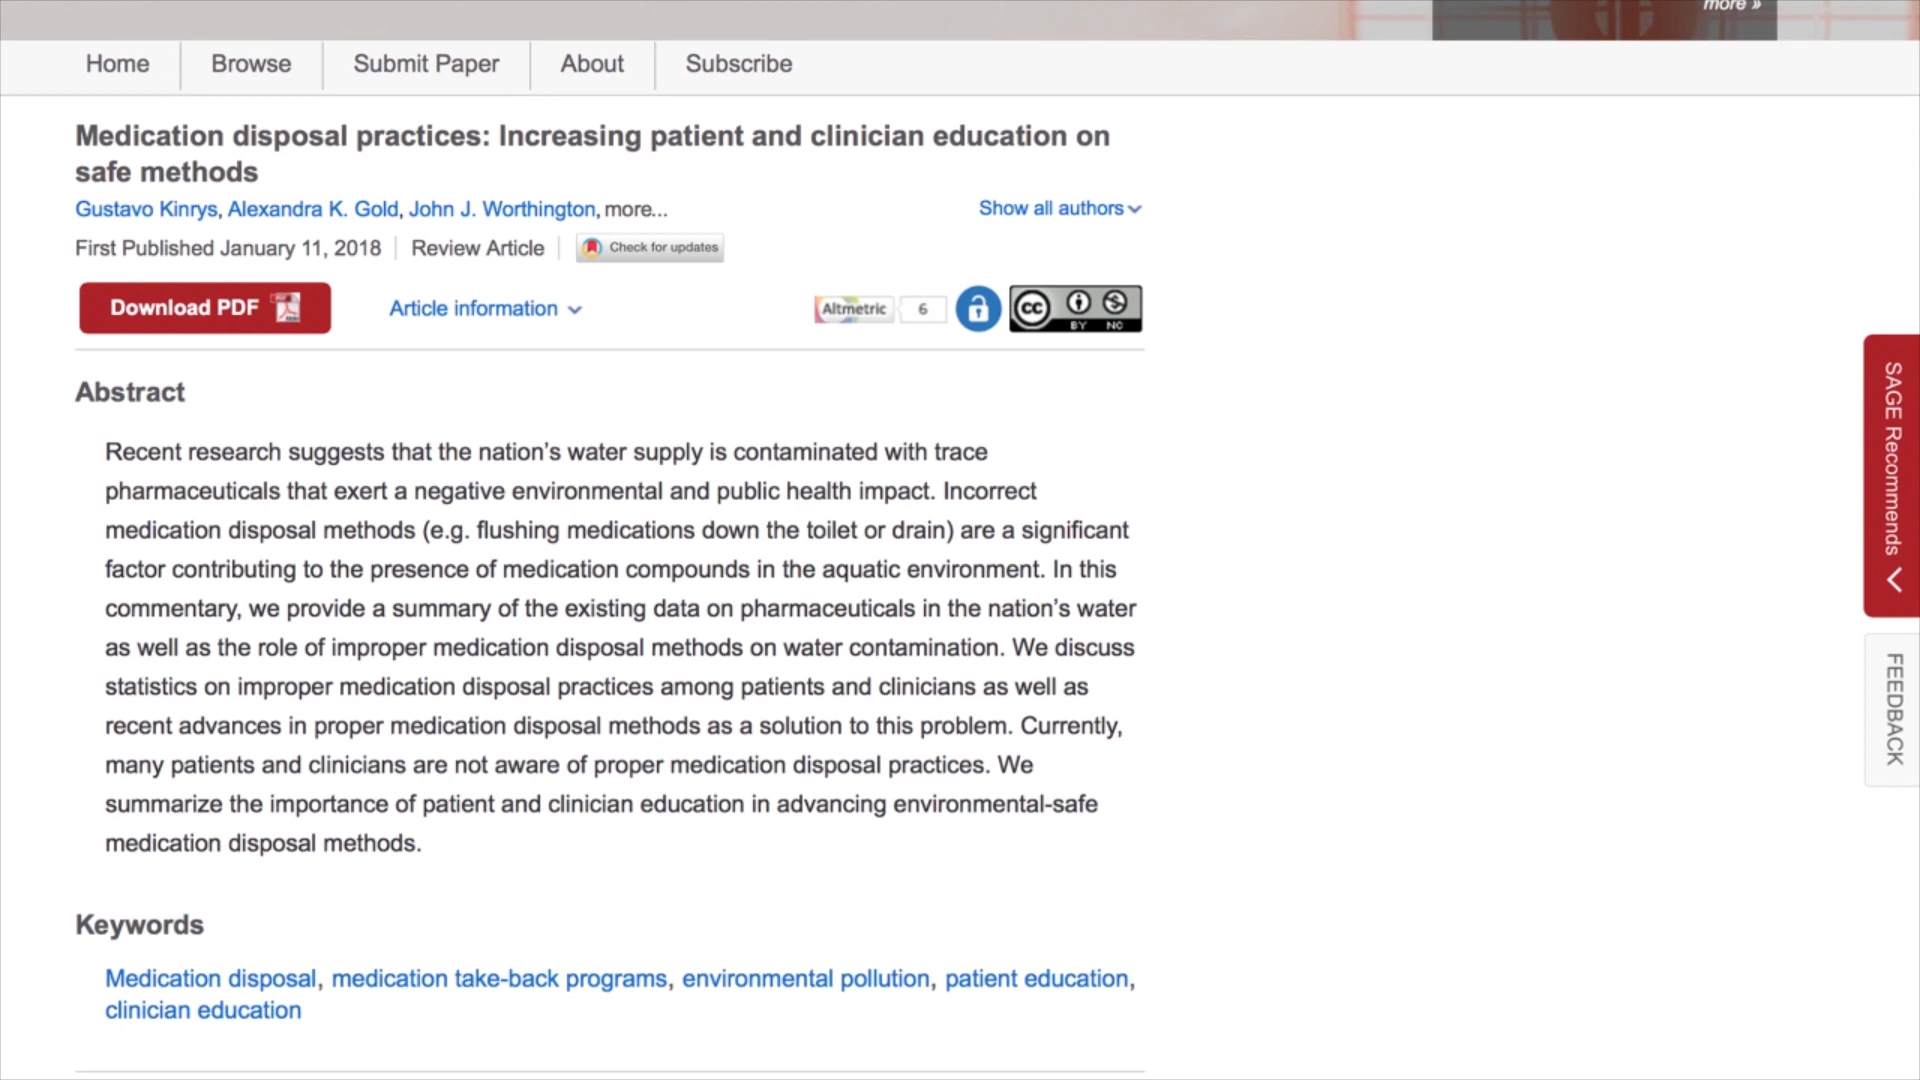 more »
Home Browse Submit Paper About Subscribe
Medication disposal practices: Increasing patient and clinician education on
safe methods
Gustavo Kinrys, Alexandra K. Gold, John J. Worthington, more... Show all authors
First Published January 11, 2018 Review Article Check for updates
Download PDF Article information Altmetric 6 cc BY NC
Abstract
Recent research suggests that the nation’s water supply is contaminated with trace
pharmaceuticals that exert a negative environmental and public health impact. Incorrect
medication disposal methods (e.g. flushing medications down the toilet or drain) are a significant
factor contributing to the presence of medication compounds in the aquatic environment. In this
commentary, we provide a summary of the existing data on pharmaceuticals in the nation’s water
as well as the role of improper medication disposal methods on water contamination. We discuss
statistics on improper medication disposal practices among patients and clinicians as well as
recent advances in proper medication disposal methods as a solution to this problem. Currently,
many patients and clinicians are not aware of proper medication disposal practices. We
summarize the importance of patient and clinician education in advancing environmental-safe
medication disposal methods.
Keywords
Medication disposal, medication take-back programs, environmental pollution, patient education,
clinician education
SAGE Recommends
FEEDBACK